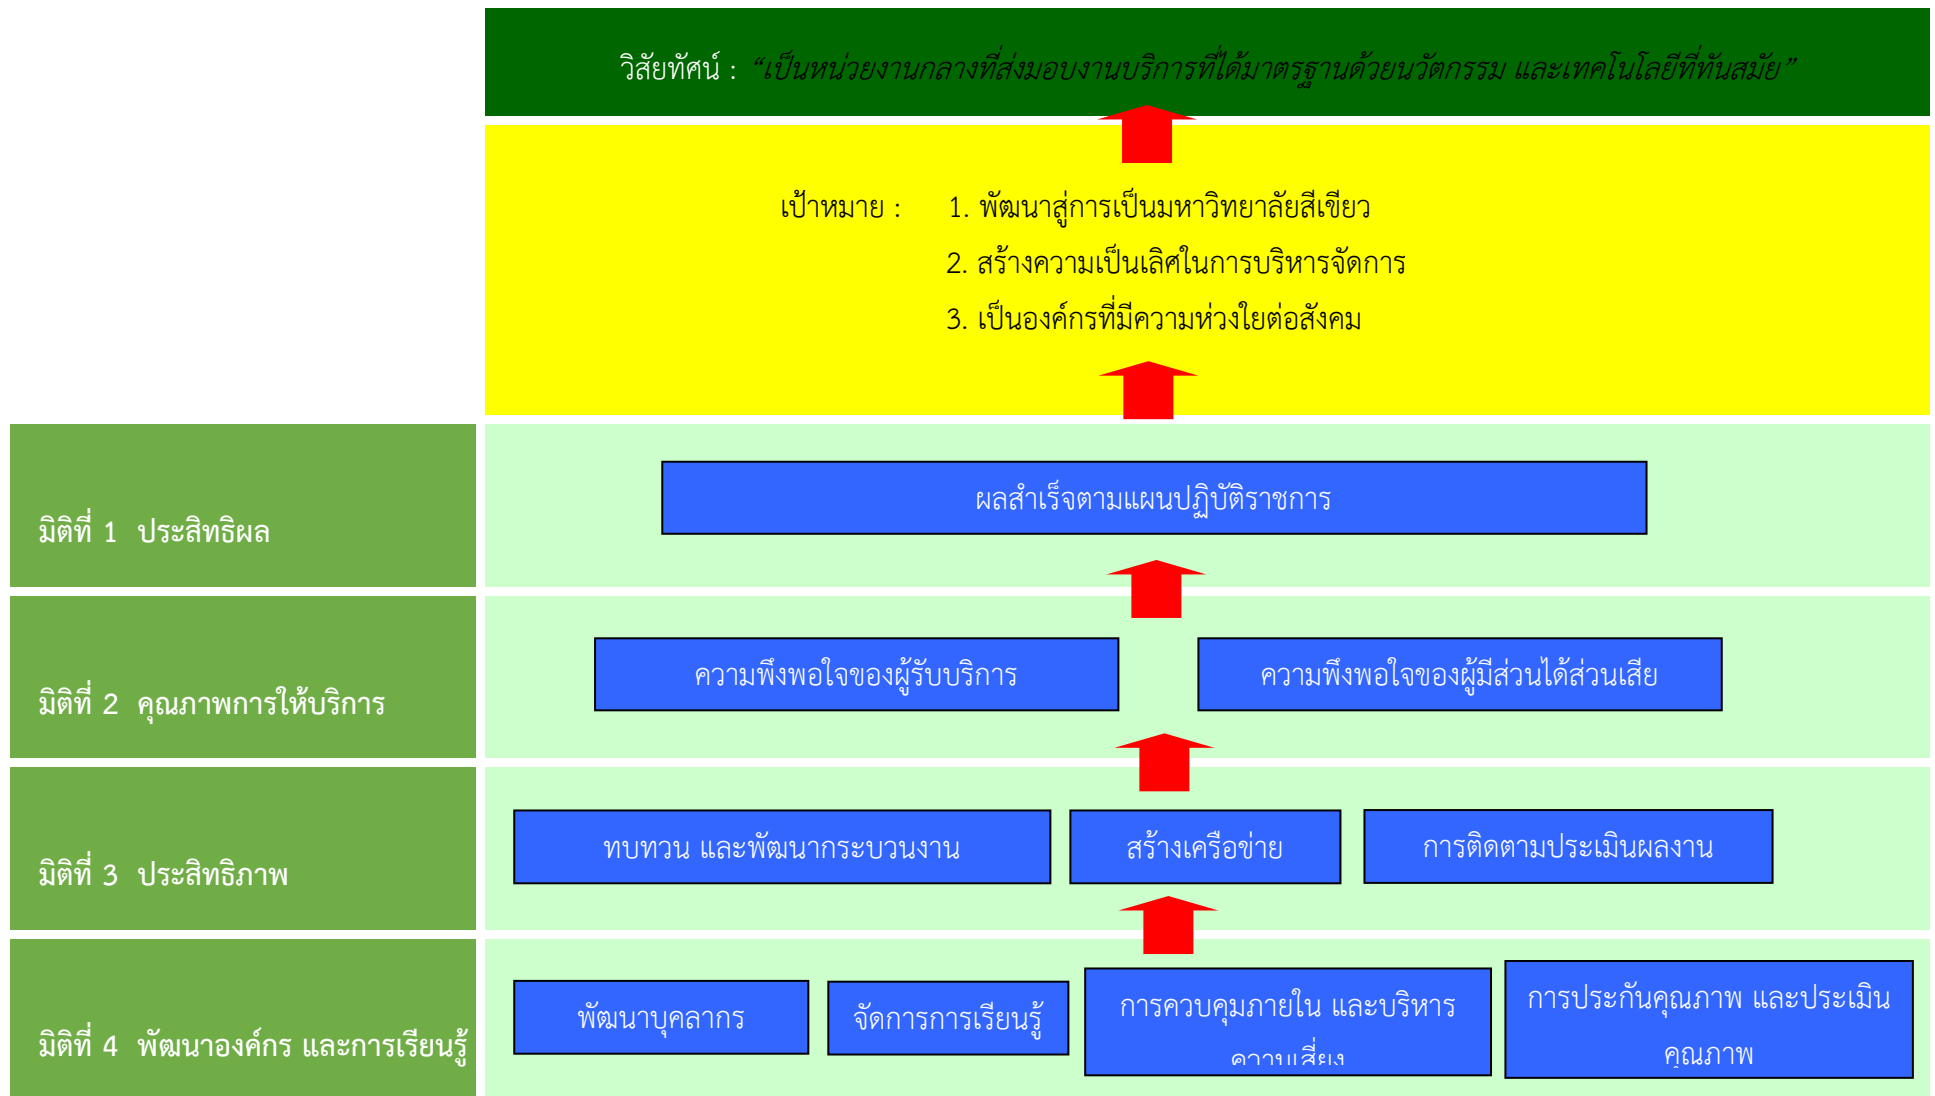 วิสัยทัศน์ : “เป็นหน่วยงานกลางที่ส่งมอบงานบริการที่ได้มาตรฐานด้วยนวัตกรรม และเทคโนโลยีที่ทันสมัย”
เป้าหมาย : 1. พัฒนาสู่การเป็นมหาวิทยาลัยสีเขียว
2. สร้างความเป็นเลิศในการบริหารจัดการ
3. เป็นองค์กรที่มีความห่วงใยต่อสังคม
มิติที่ 1 ประสิทธิผล
ผลสำเร็จตามแผนปฏิบัติราชการ
มิติที่ 2 คุณภาพการให้บริการ
ความพึงพอใจของผู้รับบริการ
ความพึงพอใจของผู้มีส่วนได้ส่วนเสีย
มิติที่ 3 ประสิทธิภาพ
ทบทวน และพัฒนากระบวนงาน
สร้างเครือข่าย
การติดตามประเมินผลงาน
มิติที่ 4 พัฒนาองค์กร และการเรียนรู้
พัฒนาบุคลากร
จัดการการเรียนรู้
การควบคุมภายใน และบริหาร
ความเสี่ยง
การประกันคุณภาพ และประเมิน
คุณภาพ